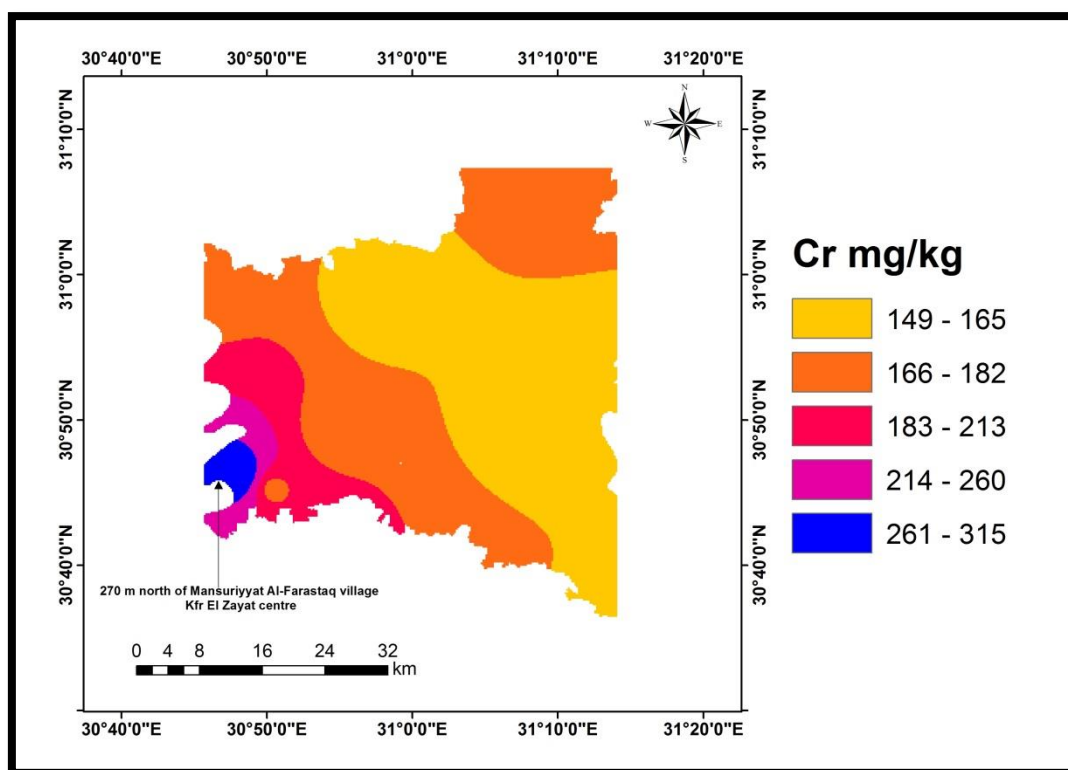 30°40'0"E 30°50'0"E 31°0'0"E 31°10'0"E 31°20'0"E
31°10'0"N
31°0'0"N
30°50'0"N
30°40'0"N
N
W E
S
31°10'0"N
31°0'0"N
30°50'0"N
30°40'0"N
Cr mg/kg
149 - 165
166 - 182
183 - 213
214 - 260
261 - 315
270 m north of Mansuriyyat Al-Farastaq village
Kfr El Zayat centre
0 4 8 16 24 32
km
30°40'0"E 30°50'0"E 31°0'0"E 31°10'0"E 31°20'0"E